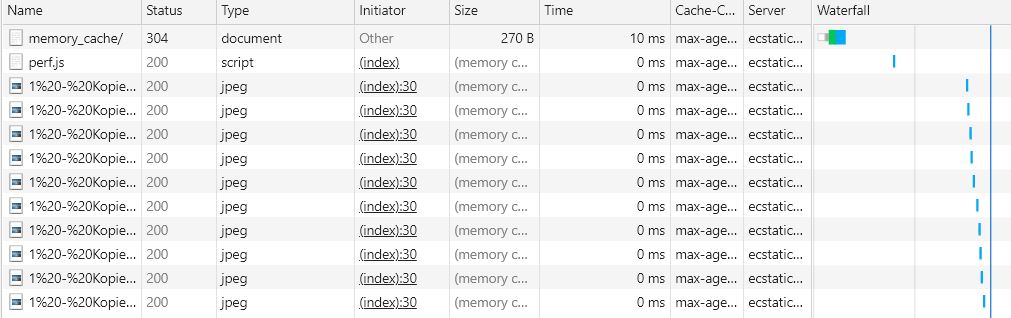 Name Status Type Initiator Size Time Cache-C... Server Waterfall
memory_cache/ 304 document Other 270 B 10 ms max-age... ecstatic...
perf.js 200 script (index) (memory c... 0 ms max-age... ecstatic...
1%20-%20Kopie... 200 jpeg (index):30 (memory c... 0 ms max-age... ecstatic...
1%20-%20Kopie... 200 jpeg (index):30 (memory c... 0 ms max-age... ecstatic...
1%20-%20Kopie... 200 jpeg (index):30 (memory c... 0 ms max-age... ecstatic...
1%20-%20Kopie... 200 jpeg (index):30 (memory c... 0 ms max-age... ecstatic...
1%20-%20Kopie... 200 jpeg (index):30 (memory c... 0 ms max-age... ecstatic...
1%20-%20Kopie... 200 jpeg (index):30 (memory c... 0 ms max-age... ecstatic...
1%20-%20Kopie... 200 jpeg (index):30 (memory c... 0 ms max-age... ecstatic...
1%20-%20Kopie... 200 jpeg (index):30 (memory c... 0 ms max-age... ecstatic...
1%20-%20Kopie... 200 jpeg (index):30 (memory c... 0 ms max-age... ecstatic...
1%20-%20Kopie... 200 jpeg (index):30 (memory c... 0 ms max-age... ecstatic...